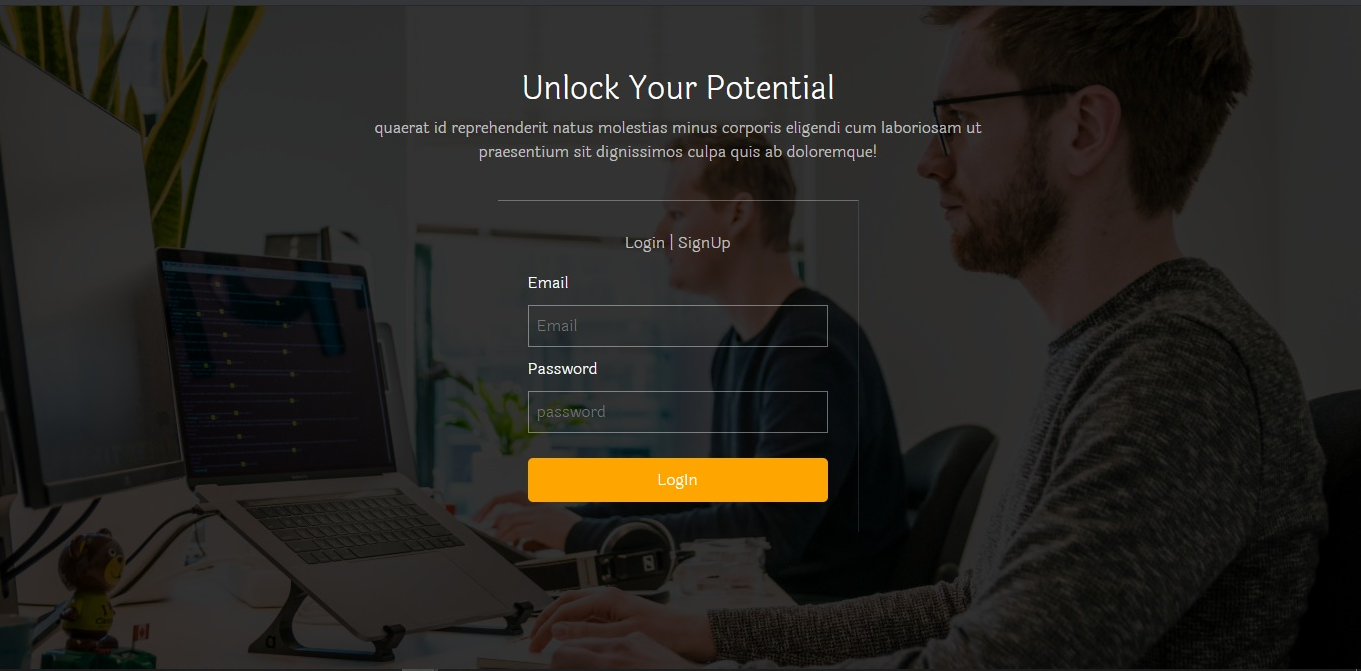 Unlock Your Potential
quaerat id reprehenderit natus molestias minus corporis eligendi cum laboriosam ut
praesentium sit dignissimos culpa quis ab doloremque!
Login | SignUp
Email
Email
Password
password
LogIn